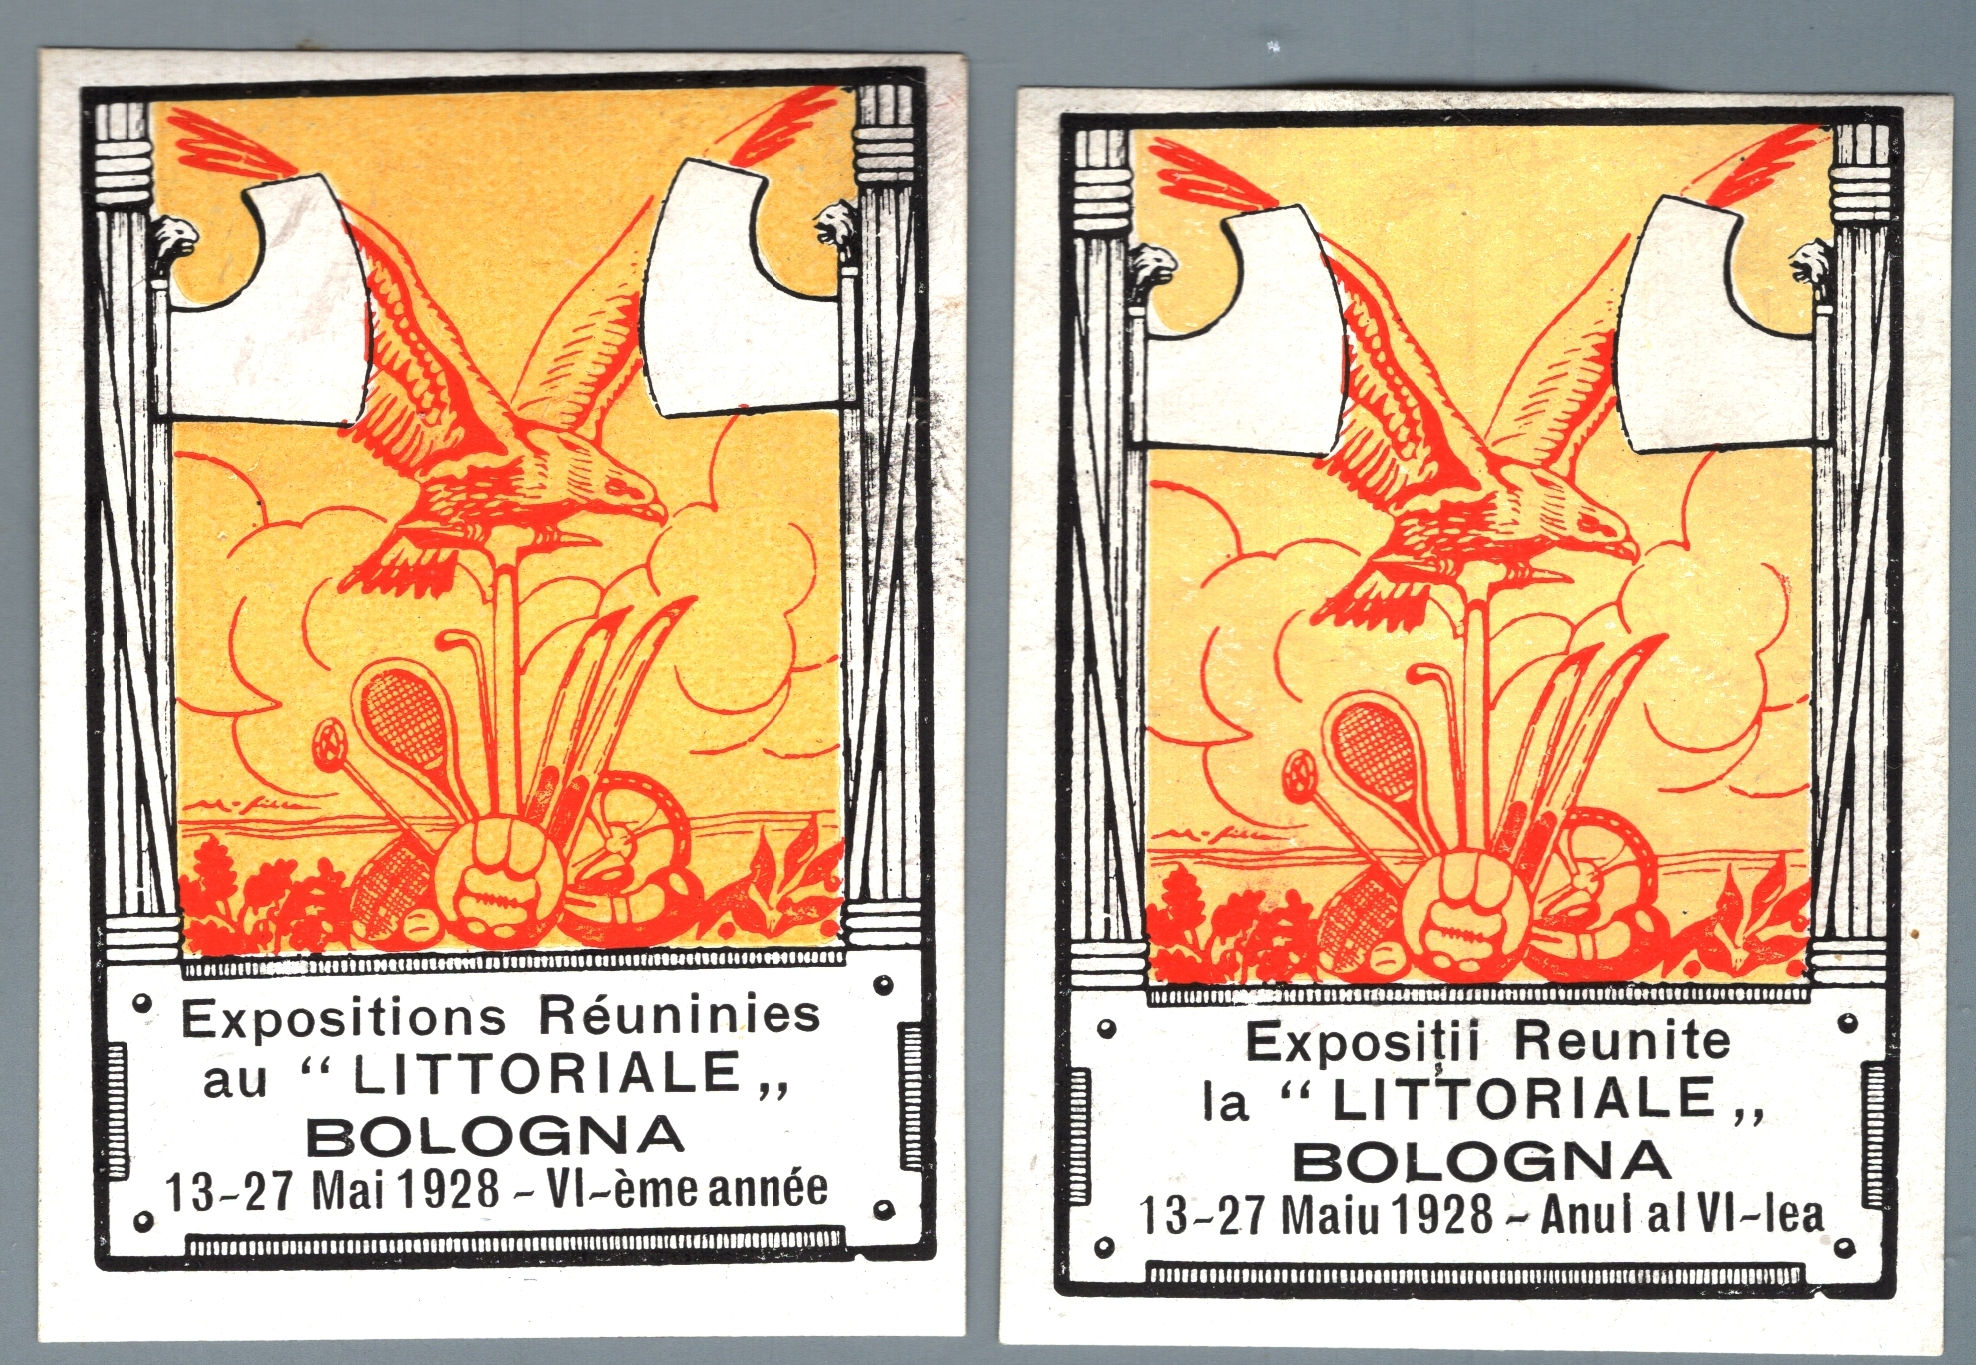 Expositions Réuninies
au “ LITTORIALE „
BOLOGNA
13-27 Mai 1928 - VI-ème année
Expoziţii Reunite
la “ LITTORIALE „
BOLOGNA
13-27 Maiu 1928 - Anul al VI-lea